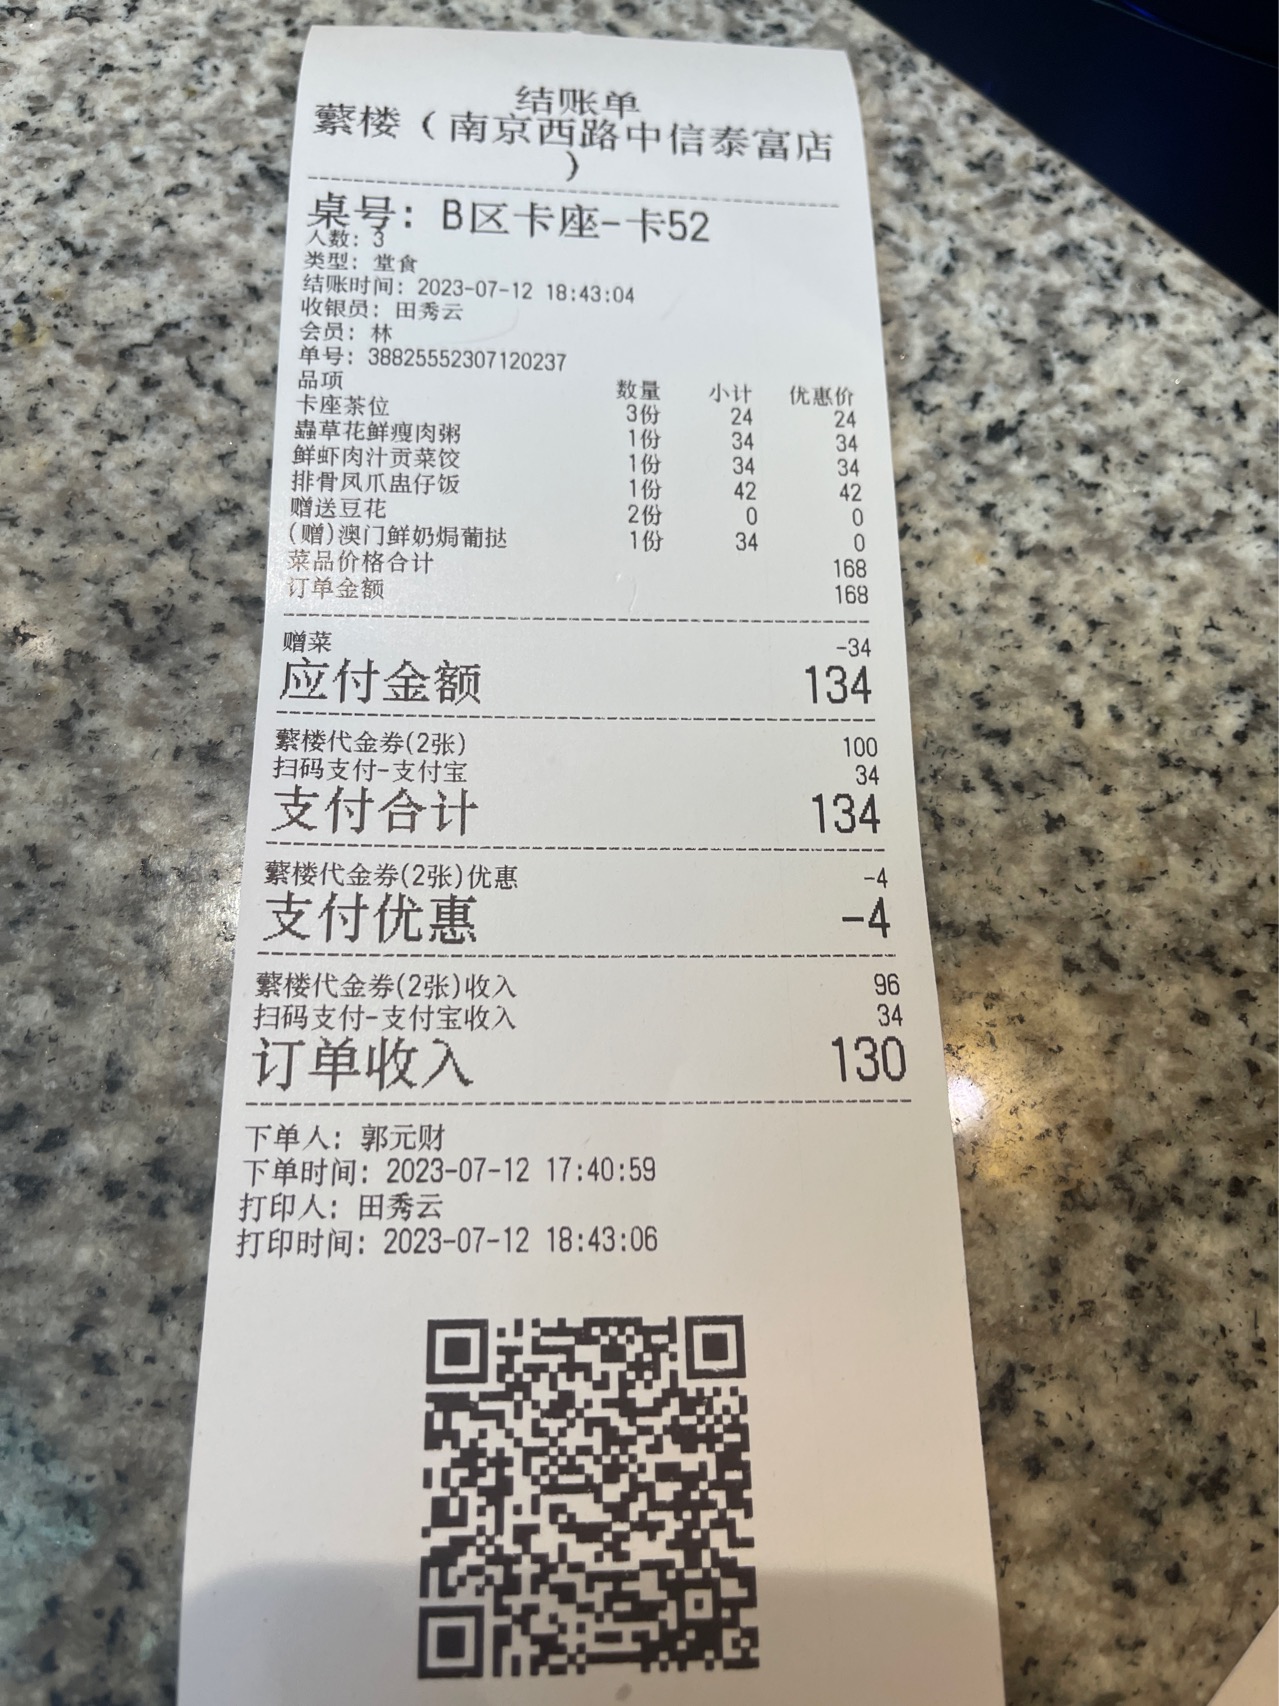 结账单
蘩楼（南京西路中信泰富店
）
桌号：B区卡座-卡52
人数：3
类型：堂食
结账时间：2023-07-12 18:43:04
收银员：田秀云
会员：林
单号：38825552307120237
品项 数量 小计 优惠价
卡座茶位 3份 24 24
蟲草花鲜瘦肉粥 1份 34 34
鲜虾肉汁贡菜饺 1份 34 34
排骨凤爪盅仔饭 1份 42 42
赠送豆花 2份 0 0
(赠)澳门鲜奶焗葡挞 1份 34 0
菜品价格合计 168
订单金额 168
赠菜 -34
应付金额 134
蘩楼代金券(2张) 100
扫码支付-支付宝 34
支付合计 134
蘩楼代金券(2张)优惠 -4
支付优惠 -4
蘩楼代金券(2张)收入 96
扫码支付-支付宝收入 34
订单收入 130
下单人：郭元财
下单时间：2023-07-12 17:40:59
打印人：田秀云
打印时间：2023-07-12 18:43:06